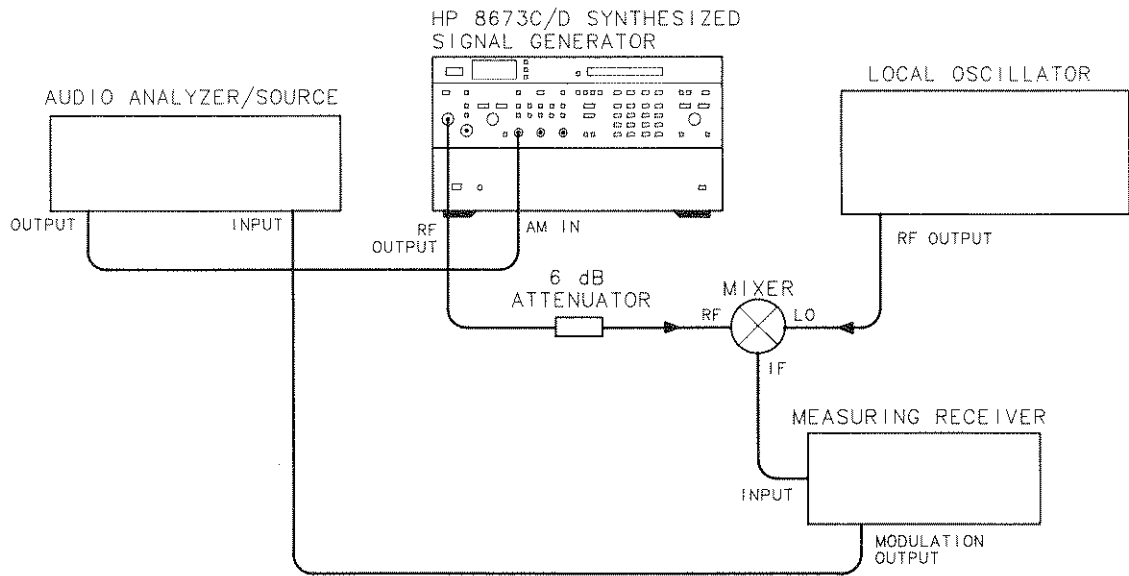 HP 8673C/D SYNTHESIZED
SIGNAL GENERATOR
LOCAL OSCILLATOR
AUDIO ANALYZER/SOURCE
OUTPUT
INPUT
RF
OUTPUT
AM IN
RF OUTPUT
6 dB
ATTENUATOR
MIXER
RF
LO
IF
MEASURING RECEIVER
INPUT
MODULATION
OUTPUT